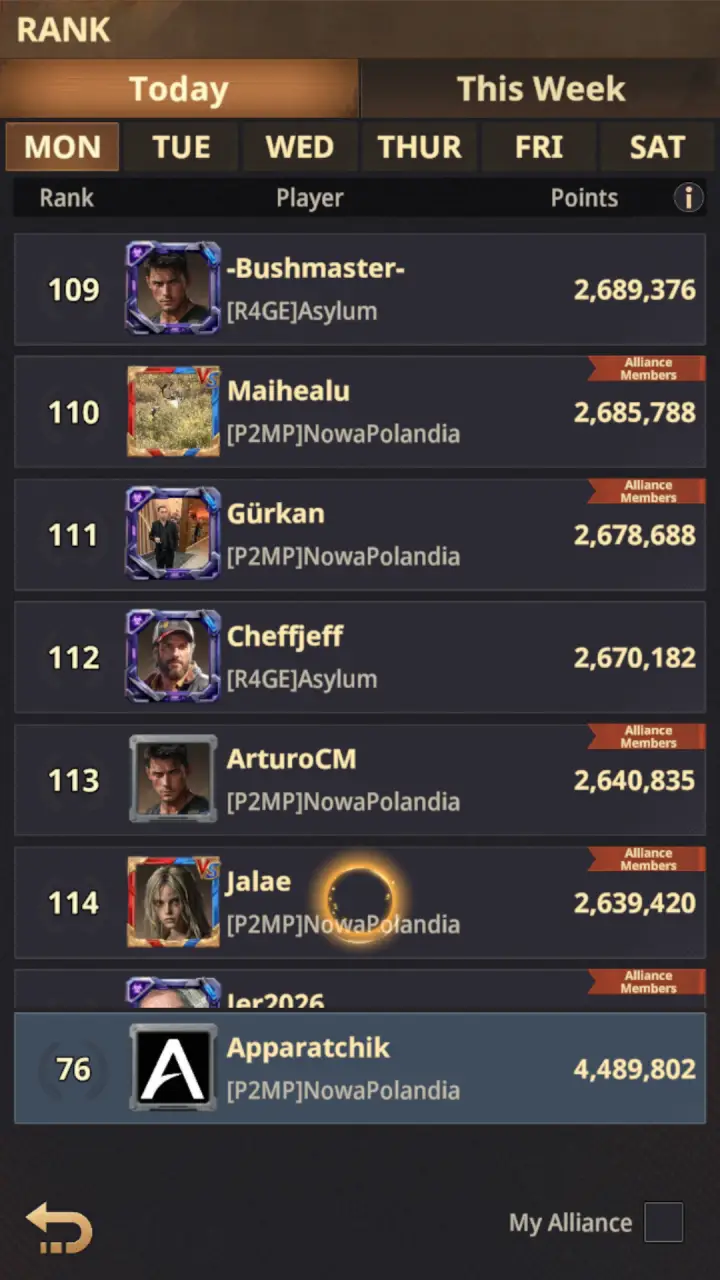 RANK
Today
This Week
MON TUE WED THUR FRI SAT
Rank Player Points i
109
-Bushmaster-
[R4GE]Asylum
2,689,376
Alliance
Members
110
Maihealu
[P2MP]NowaPolandia
2,685,788
Alliance
Members
111
Gürkan
[P2MP]NowaPolandia
2,678,688
112
Cheffjeff
[R4GE]Asylum
2,670,182
Alliance
Members
113
ArturoCM
[P2MP]NowaPolandia
2,640,835
Alliance
Members
114
Jalae
[P2MP]NowaPolandia
2,639,420
Alliance
Members
76
Apparatchik
[P2MP]NowaPolandia
4,489,802
My Alliance